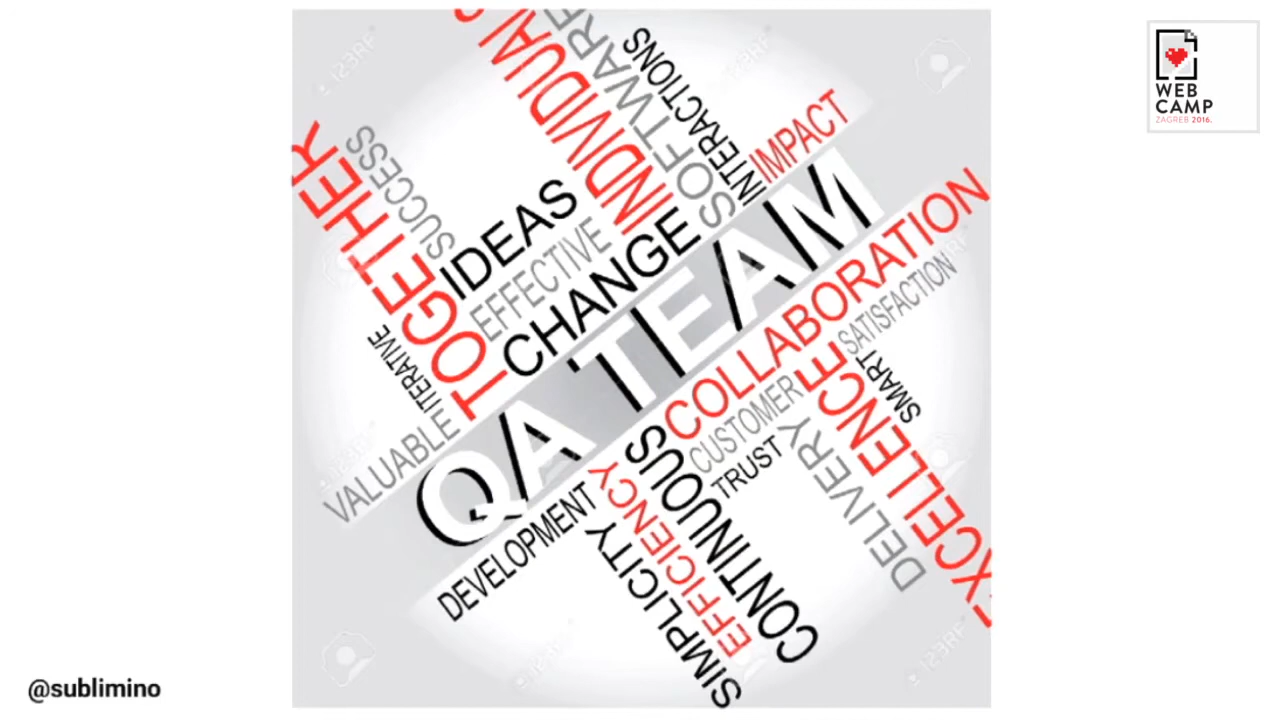 INDIVIDUALS
SOFTWARE
INTERACTIONS
IMPACT
TOGETHER
SUCCESS
IDEAS
EFFECTIVE
CHANGE
ITERATIVE
VALUABLE
QA TEAM
COLLABORATION
SATISFACTION
SMART
EXCELLENCE
CUSTOMER
DELIVERY
TRUST
CONTINUOUS
EFFICIENCY
SIMPLICITY
DEVELOPMENT
123RF
WEB
CAMP
ZAGREB 2016.
@sublimino